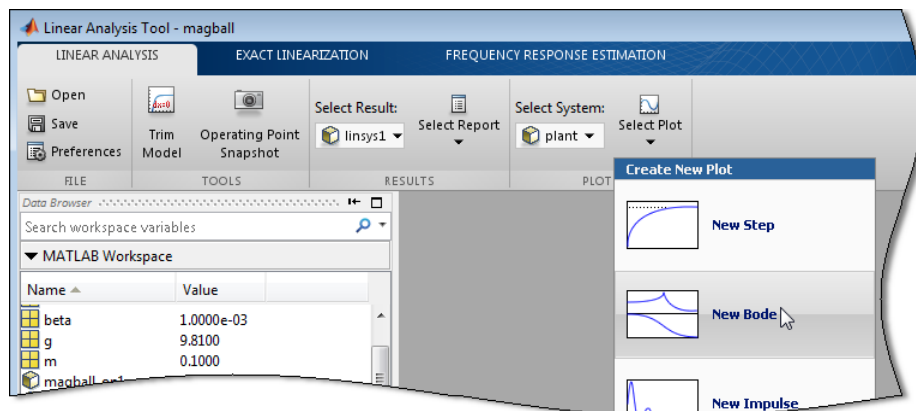 Linear Analysis Tool - magball
LINEAR ANALYSIS
EXACT LINEARIZATION
FREQUENCY RESPONSE ESTIMATION
Open
Save
Preferences
FILE
Trim
Model
Operating Point
Snapshot
TOOLS
Select Result:
linsys1
Select Report
RESULTS
Select System:
plant
Select Plot
PLOT
Create New Plot
New Step
New Bode
New Impulse
Data Browser
Search workspace variables
MATLAB Workspace
Name Value
beta 1.0000e-03
g 9.8100
m 0.1000